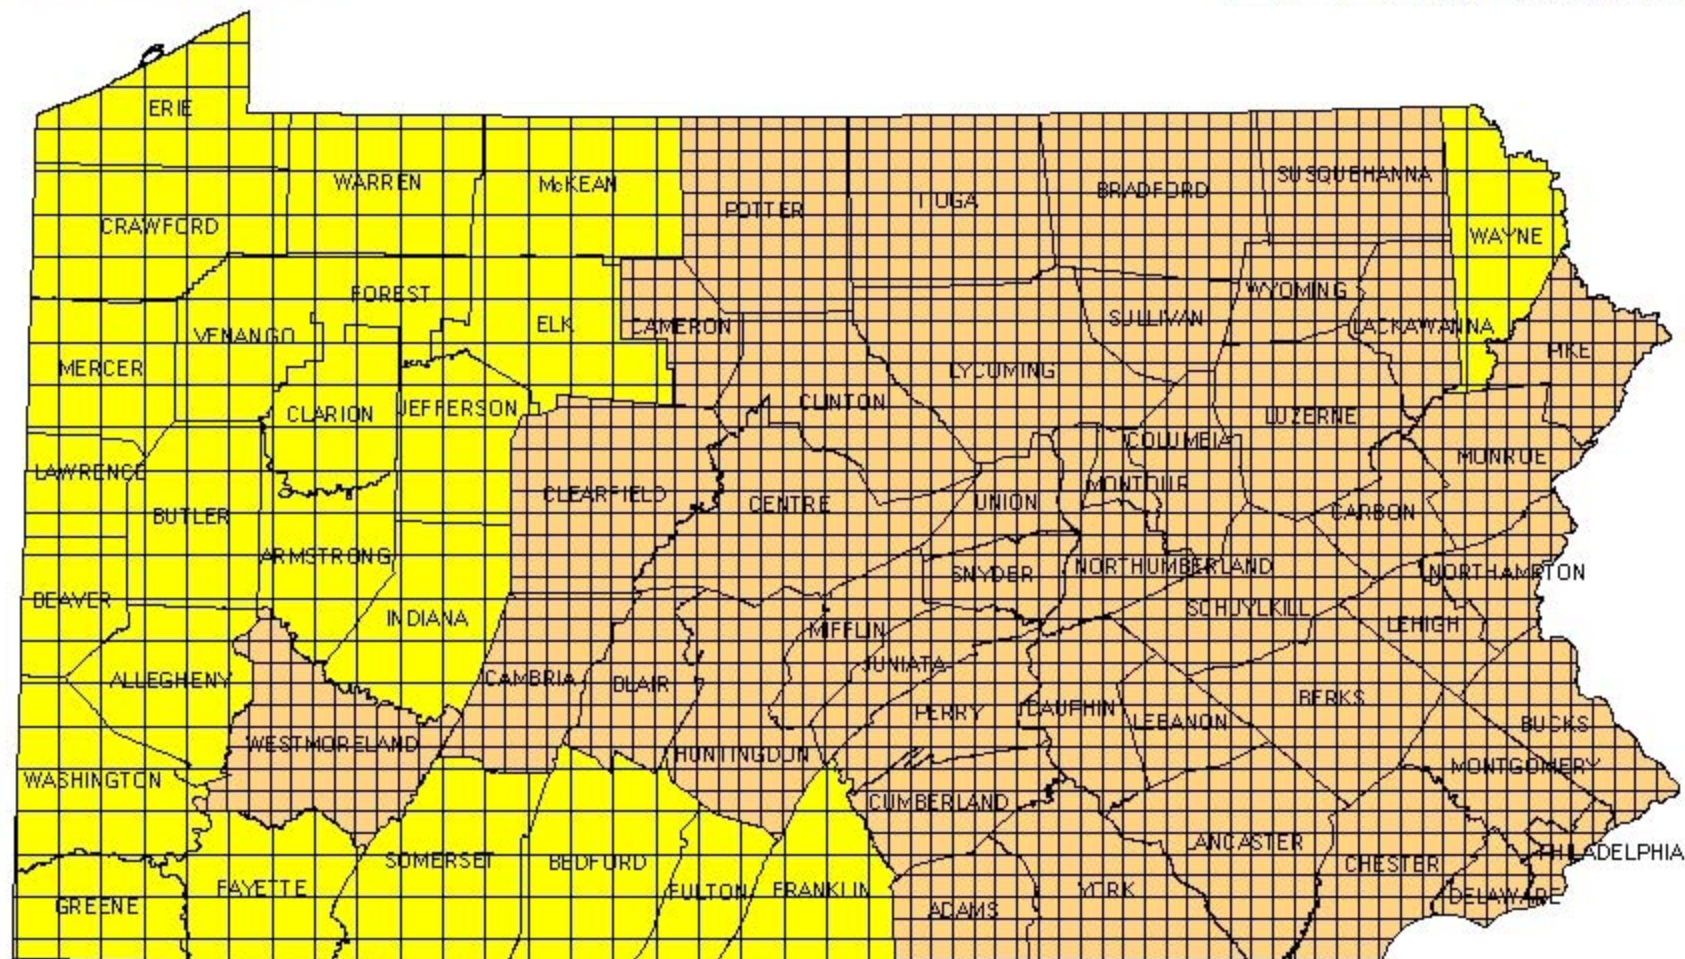 ERIE
WARREN
McKEAN
CRAWFORD
POTTER
TIOGA
BRADFORD
SUSQUEHANNA
WAYNE
FOREST
VENANGO
ELK
CAMERON
SULLIVAN
WYOMING
LACKAWANNA
PIKE
MERCER
CLARION
JEFFERSON
CLINTON
LYCOMING
LUZERNE
COLUMBIA
MONROE
LAWRENCE
BUTLER
CLEARFIELD
CENTRE
UNION
MONTOUR
CARBON
ARMSTRONG
SNYDER
NORTHUMBERLAND
NORTHAMPTON
BEAVER
INDIANA
MIFFLIN
SCHUYLKILL
LEHIGH
ALLEGHENY
CAMBRIA
BLAIR
JUNIATA
PERRY
DAUPHIN
LEBANON
BERKS
BUCKS
WESTMORELAND
HUNTINGDON
MONTGOMERY
WASHINGTON
CUMBERLAND
SOMERSET
BEDFORD
LANCASTER
CHESTER
PHILADELPHIA
GREENE
FAYETTE
FULTON
FRANKLIN
ADAMS
YORK
DELAWARE